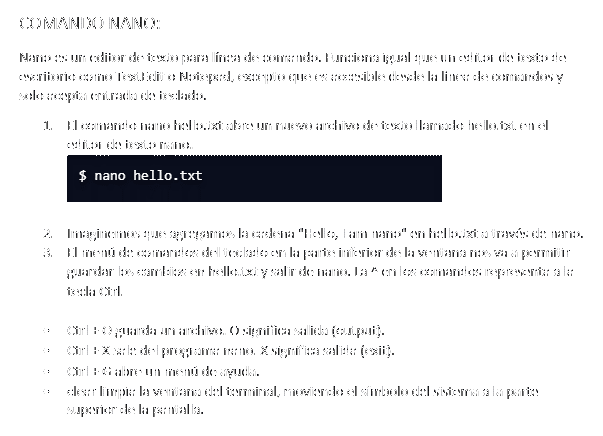 COMANDO NANO:
Nano es un editor de texto para línea de comando. Funciona igual que un editor de texto de
escritorio como TextEdit o Notepad, excepto que es accesible desde la línea de comandos y
solo acepta entrada de teclado.
1. El comando nano hello.txt abre un nuevo archivo de texto llamado hello.txt en el
editor de texto nano.
$ nano hello.txt
2. Imaginemos que agregamos la cadena "Hello, I am nano" en hello.txt a través de nano.
3. El menú de comandos del teclado en la parte inferior de la ventana nos va a permitir
guardar los cambios en hello.txt y salir de nano. La ^ en los comandos representa a la
tecla Ctrl.
- Ctrl + O guarda un archivo. O significa salida (output).
- Ctrl + X sale del programa nano. X significa salida (exit).
- Ctrl + G abre un menú de ayuda.
- clear limpia la ventana del terminal, moviendo el símbolo del sistema a la parte
superior de la pantalla.